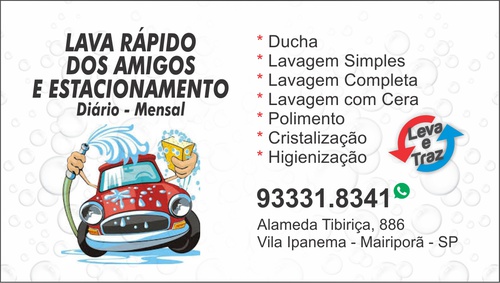 LAVA RÁPIDO
DOS AMIGOS
E ESTACIONAMENTO
Diário - Mensal
* Ducha
* Lavagem Simples
* Lavagem Completa
* Lavagem com Cera
* Polimento
* Cristalização
* Higienização
Leva
e
Traz
93331.8341
Alameda Tibiriça, 886
Vila Ipanema - Mairiporã - SP